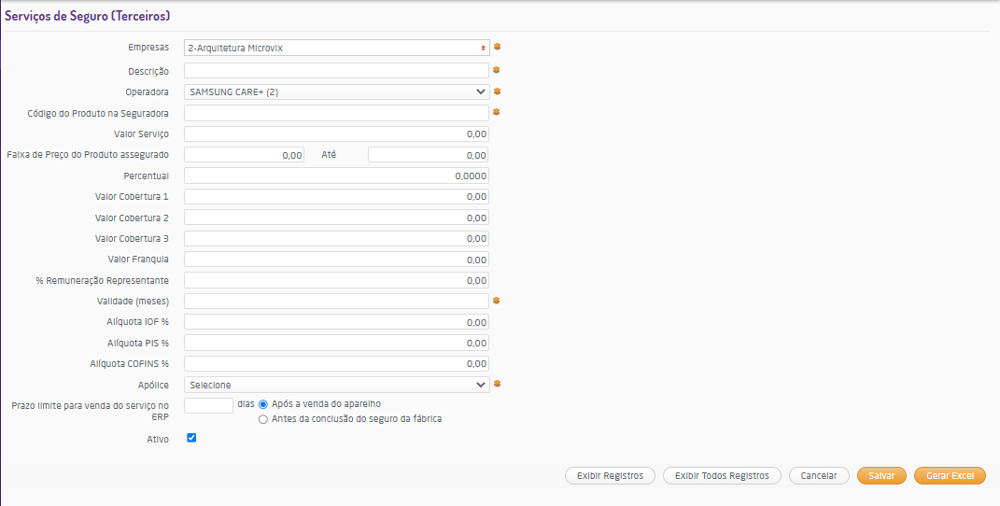 Serviços de Seguro (Terceiros)
Empresas 2-Arquitetura Microvix
Descrição
Operadora SAMSUNG CARE+ (2)
Código do Produto na Seguradora
Valor Serviço 0,00
Faixa de Preço do Produto assegurado 0,00 Até 0,00
Percentual 0,0000
Valor Cobertura 1 0,00
Valor Cobertura 2 0,00
Valor Cobertura 3 0,00
Valor Franquia 0,00
% Remuneração Representante 0,00
Validade (meses)
Alíquota IOF % 0,00
Alíquota PIS % 0,00
Alíquota COFINS % 0,00
Apólice Selecione
Prazo limite para venda do serviço no ERP dias Após a venda do aparelho
Antes da conclusão do seguro da fábrica
Ativo
Exibir Registros Exibir Todos Registros Cancelar Salvar Gerar Excel